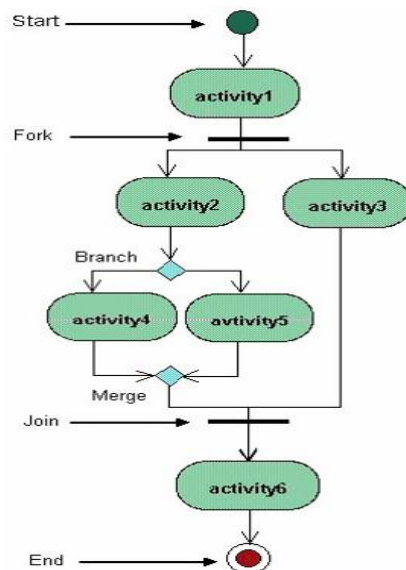 Start
activity1
Fork
activity2
activity3
Branch
activity4
avtivity5
Merge
Join
activity6
End